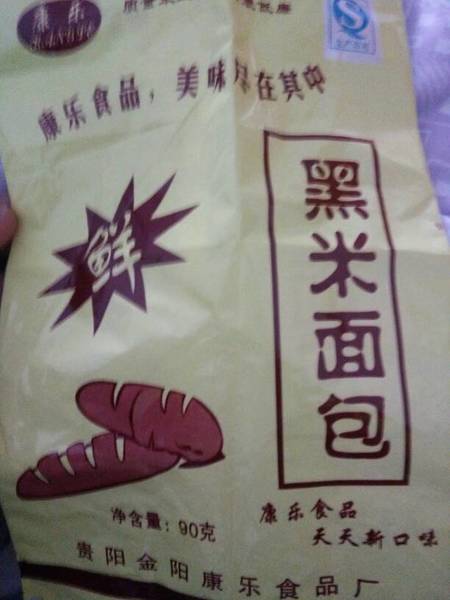 康乐
康乐食品，美味尽在其中
鲜
黑米面包
净含量：90克
康乐食品
天天新口味
贵阳金阳康乐食品厂